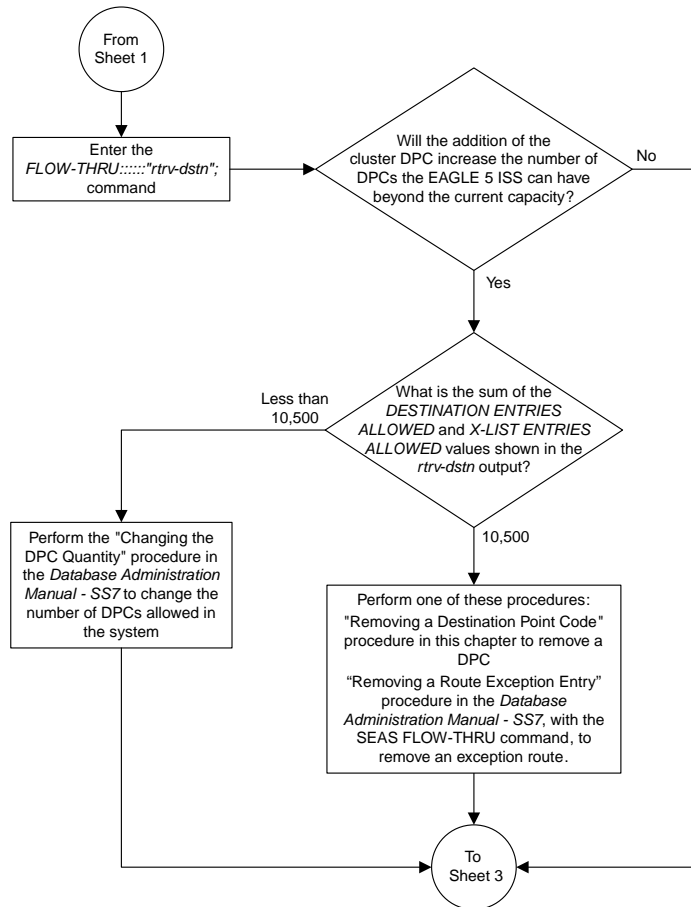 From
Sheet 1
Enter the
FLOW-THRU::::::"rtrv-dstn";
command
Will the addition of the
cluster DPC increase the number of
DPCs the EAGLE 5 ISS can have
beyond the current capacity?
No
Yes
What is the sum of the
DESTINATION ENTRIES
ALLOWED and X-LIST ENTRIES
ALLOWED values shown in the
rtrv-dstn output?
Less than
10,500
10,500
Perform the "Changing the
DPC Quantity" procedure in
the Database Administration
Manual - SS7 to change the
number of DPCs allowed in
the system
Perform one of these procedures:
"Removing a Destination Point Code"
procedure in this chapter to remove a
DPC
“Removing a Route Exception Entry”
procedure in the Database
Administration Manual - SS7, with the
SEAS FLOW-THRU command, to
remove an exception route.
To
Sheet 3